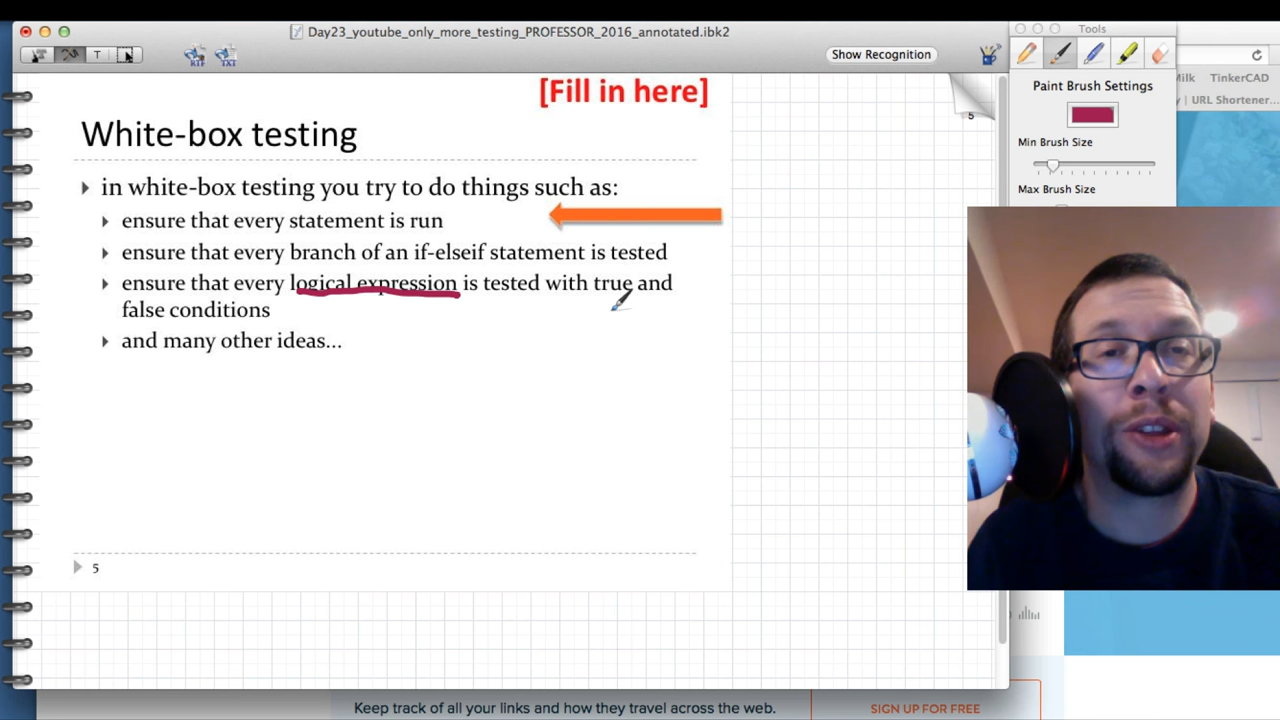 Day23_youtube_only_more_testing_PROFESSOR_2016_annotated.ibk2
Tools
T
RTF
TXT
Show Recognition
Milk
TinkerCAD
URL Shortener...
Paint Brush Settings
Min Brush Size
Max Brush Size
[Fill in here]
5
White-box testing
in white-box testing you try to do things such as:
ensure that every statement is run
ensure that every branch of an if-elseif statement is tested
ensure that every logical expression is tested with true and
false conditions
and many other ideas...
5
Keep track of all your links and how they travel across the web.
SIGN UP FOR FREE